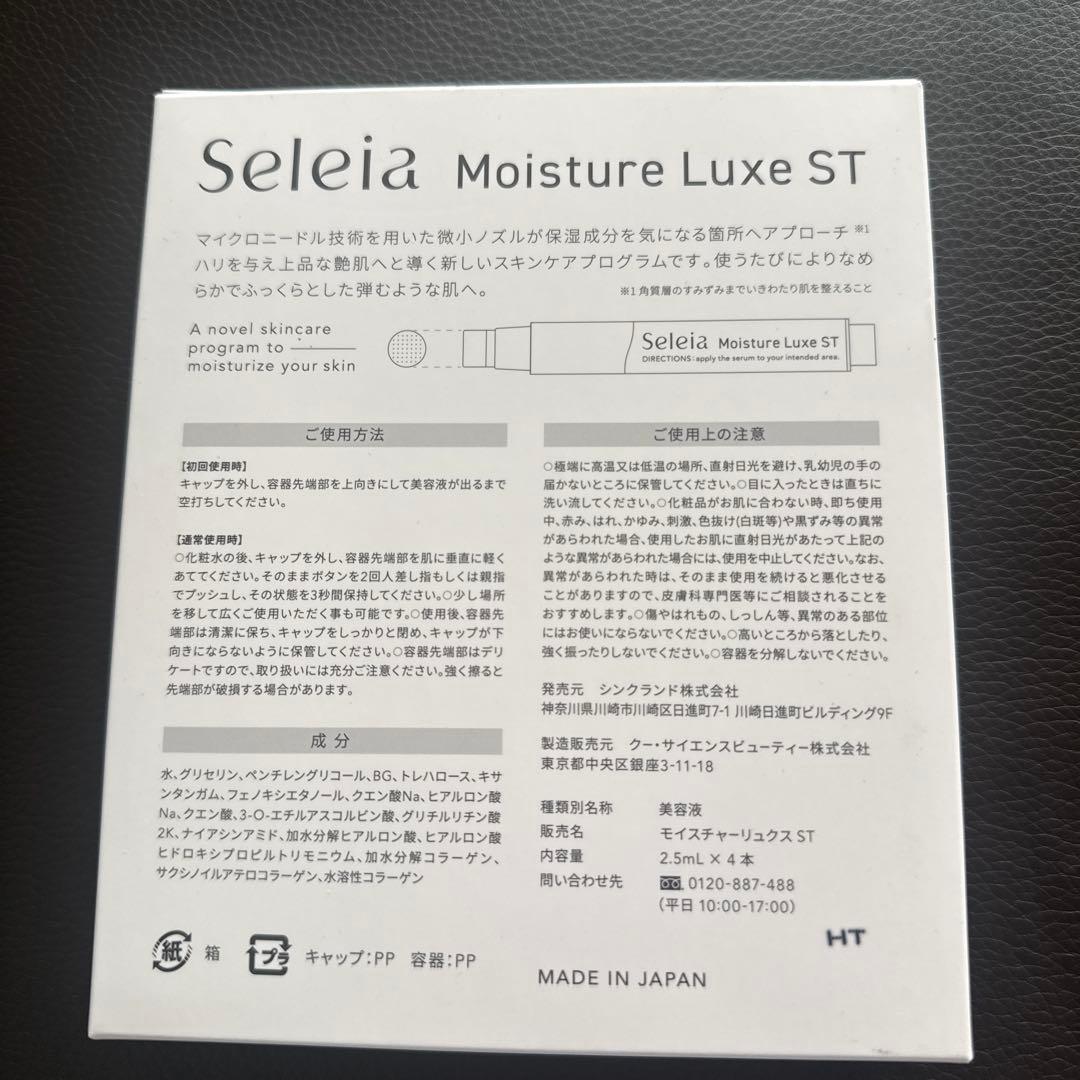 Seleia Moisture Luxe ST
マイクロニードル技術を用いた微小ノズルが保湿成分を気になる箇所へアプローチ※1
ハリを与え上品な艶肌へと導く新しいスキンケアプログラムです。使うたびによりなめ
らかでふっくらとした弾むような肌へ。
※1 角質層のすみずみまでいきわたり肌を整えること
A novel skincare
program to
moisturize your skin
Seleia Moisture Luxe ST
DIRECTIONS:apply the serum to your intended area.
ご使用方法
【初回使用時】
キャップを外し、容器先端部を上向きにして美容液が出るまで
空打ちしてください。
【通常使用時】
○化粧水の後、キャップを外し、容器先端部を肌に垂直に軽く
あててください。そのままボタンを2回人差し指もしくは親指
でプッシュし、その状態を3秒間保持してください。○少し場所
を移して広くご使用いただく事も可能です。○使用後、容器先
端部は清潔に保ち、キャップをしっかりと閉め、キャップが下
向きにならないように保管してください。○容器先端部はデリ
ケートですので、取り扱いには充分ご注意ください。強く擦ると
先端部が破損する場合があります。
成分
水、グリセリン、ペンチレングリコール、BG、トレハロース、キサ
ンタンガム、フェノキシエタノール、クエン酸Na、ヒアルロン酸
Na、クエン酸、3-O-エチルアスコルビン酸、グリチルリチン酸
2K、ナイアシンアミド、加水分解ヒアルロン酸、ヒアルロン酸
ヒドロキシプロピルトリモニウム、加水分解コラーゲン、
サクシノイルアテロコラーゲン、水溶性コラーゲン
紙 箱 プラ キャップ:PP 容器:PP
ご使用上の注意
○極端に高温又は低温の場所、直射日光を避け、乳幼児の手の
届かないところに保管してください。○目に入ったときは直ちに
洗い流してください。○化粧品がお肌に合わない時、即ち使用
中、赤み、はれ、かゆみ、刺激、色抜け(白斑等)や黒ずみ等の異常
があらわれた場合、使用したお肌に直射日光があたって上記の
ような異常があらわれた場合には、使用を中止してください。なお、
異常があらわれた時は、そのまま使用を続けると悪化させる
ことがありますので、皮膚科専門医等にご相談されることを
おすすめします。○傷やはれもの、しっしん等、異常のある部位
にはお使いにならないでください。○高いところから落としたり、
強く振ったりしないでください。○容器を分解しないでください。
発売元 シンクランド株式会社
神奈川県川崎市川崎区日進町7-1 川崎日進町ビルディング9F
製造販売元 クー・サイエンスビューティー株式会社
東京都中央区銀座3-11-18
種類別名称 美容液
販売名 モイスチャーリュクス ST
内容量 2.5mL × 4 本
問い合わせ先 0120-887-488
(平日 10:00-17:00)
HT
MADE IN JAPAN